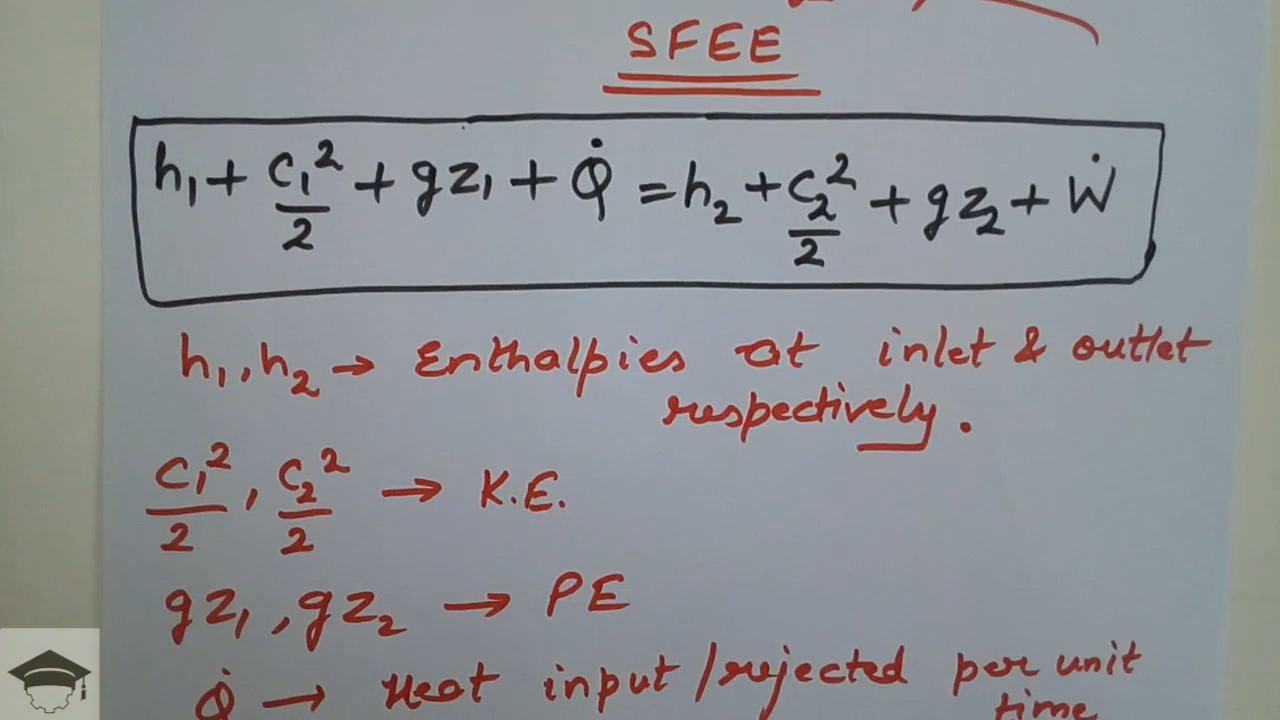 SFEE
h₁ + c₁²/2 + gz₁ + Q̇ = h₂ + c₂²/2 + gz₂ + Ẇ
h₁, h₂ → Enthalpies at inlet & outlet
respectively.
c₁²/2, c₂²/2 → K.E.
gz₁, gz₂ → PE
Q̇ → Heat input/rejected per unit
time